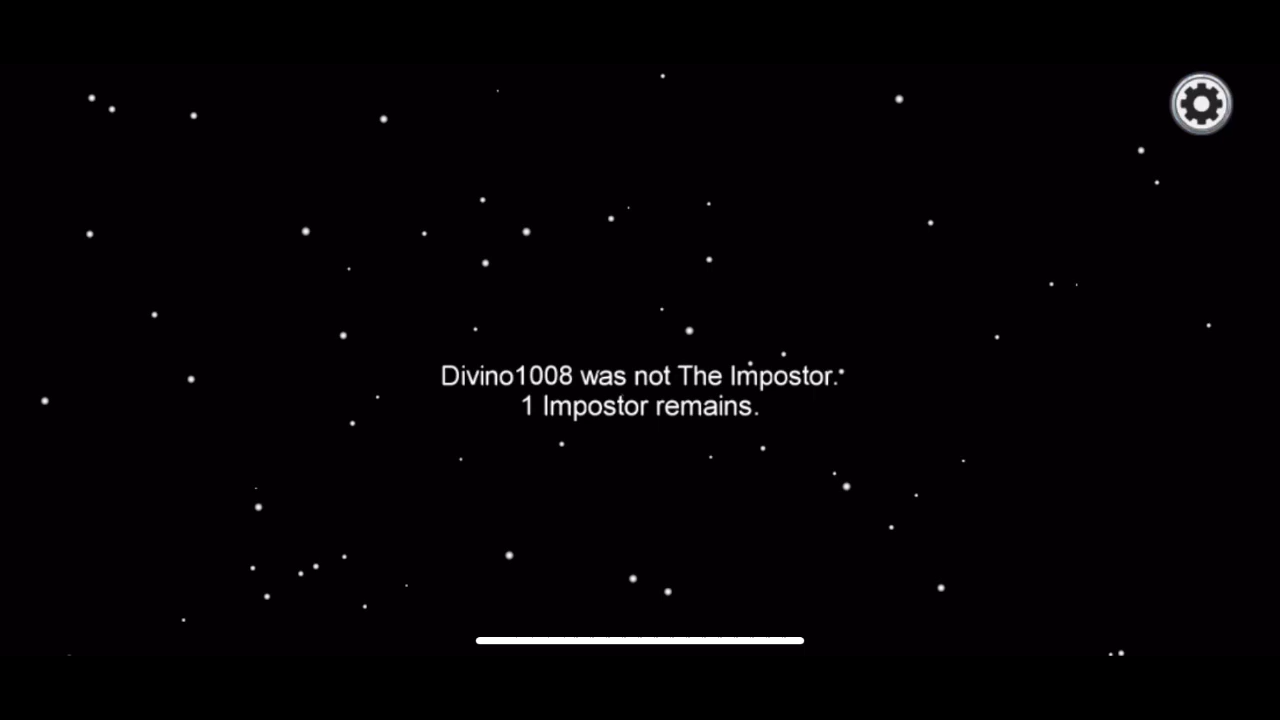 Divino1008 was not The Impostor.
1 Impostor remains.